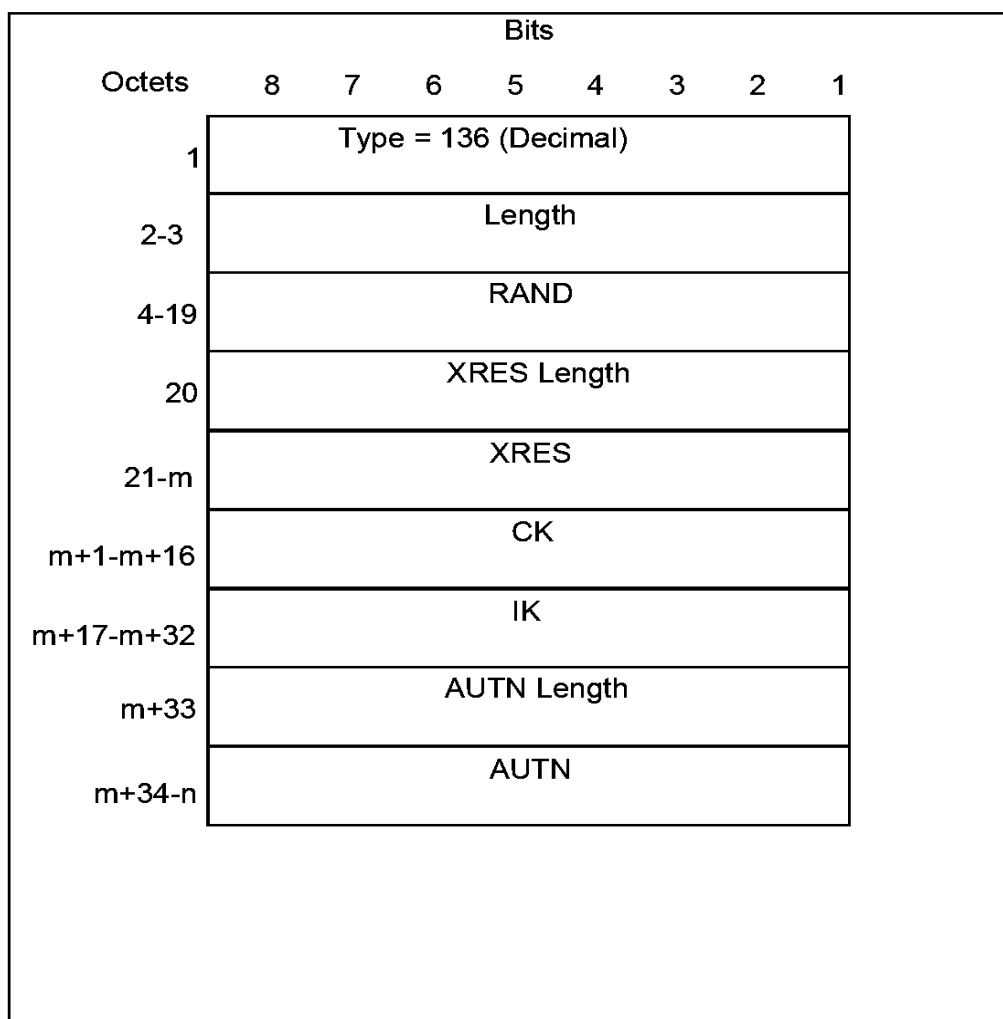 Bits
Octets 8 7 6 5 4 3 2 1
1 Type = 136 (Decimal)
2-3 Length
4-19 RAND
20 XRES Length
21-m XRES
m+1-m+16 CK
m+17-m+32 IK
m+33 AUTN Length
m+34-n AUTN